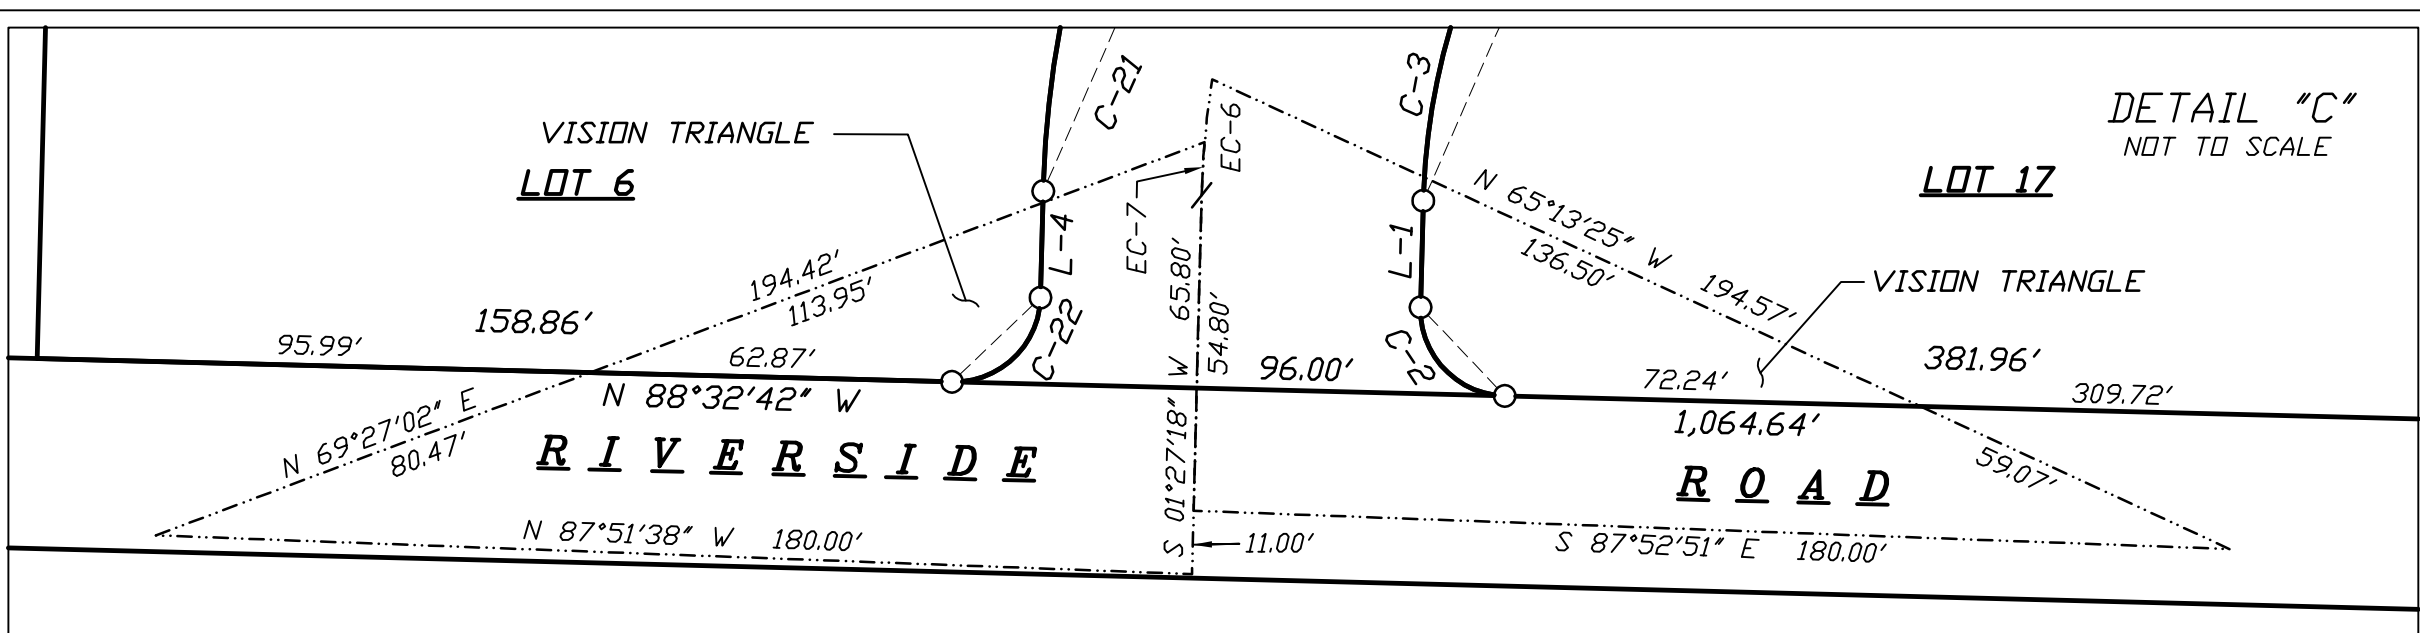 DETAIL "C"
NOT TO SCALE
VISION TRIANGLE
LOT 6
C-21
C-3
EC-6
EC-7
LOT 17
N 65°13'25" W 194.57'
136.50'
VISION TRIANGLE
L-4
L-1
194.42'
113.95'
158.86'
95.99'
62.87'
C-22
C-2
96.00'
S 01°27'18" W 65.80'
54.80'
72.24'
381.96'
309.72'
N 88°32'42" W
1,064.64'
N 69°27'02" E
80.47'
RIVERSIDE ROAD
59.07'
N 87°51'38" W 180.00'
11.00'
S 87°52'51" E 180.00'